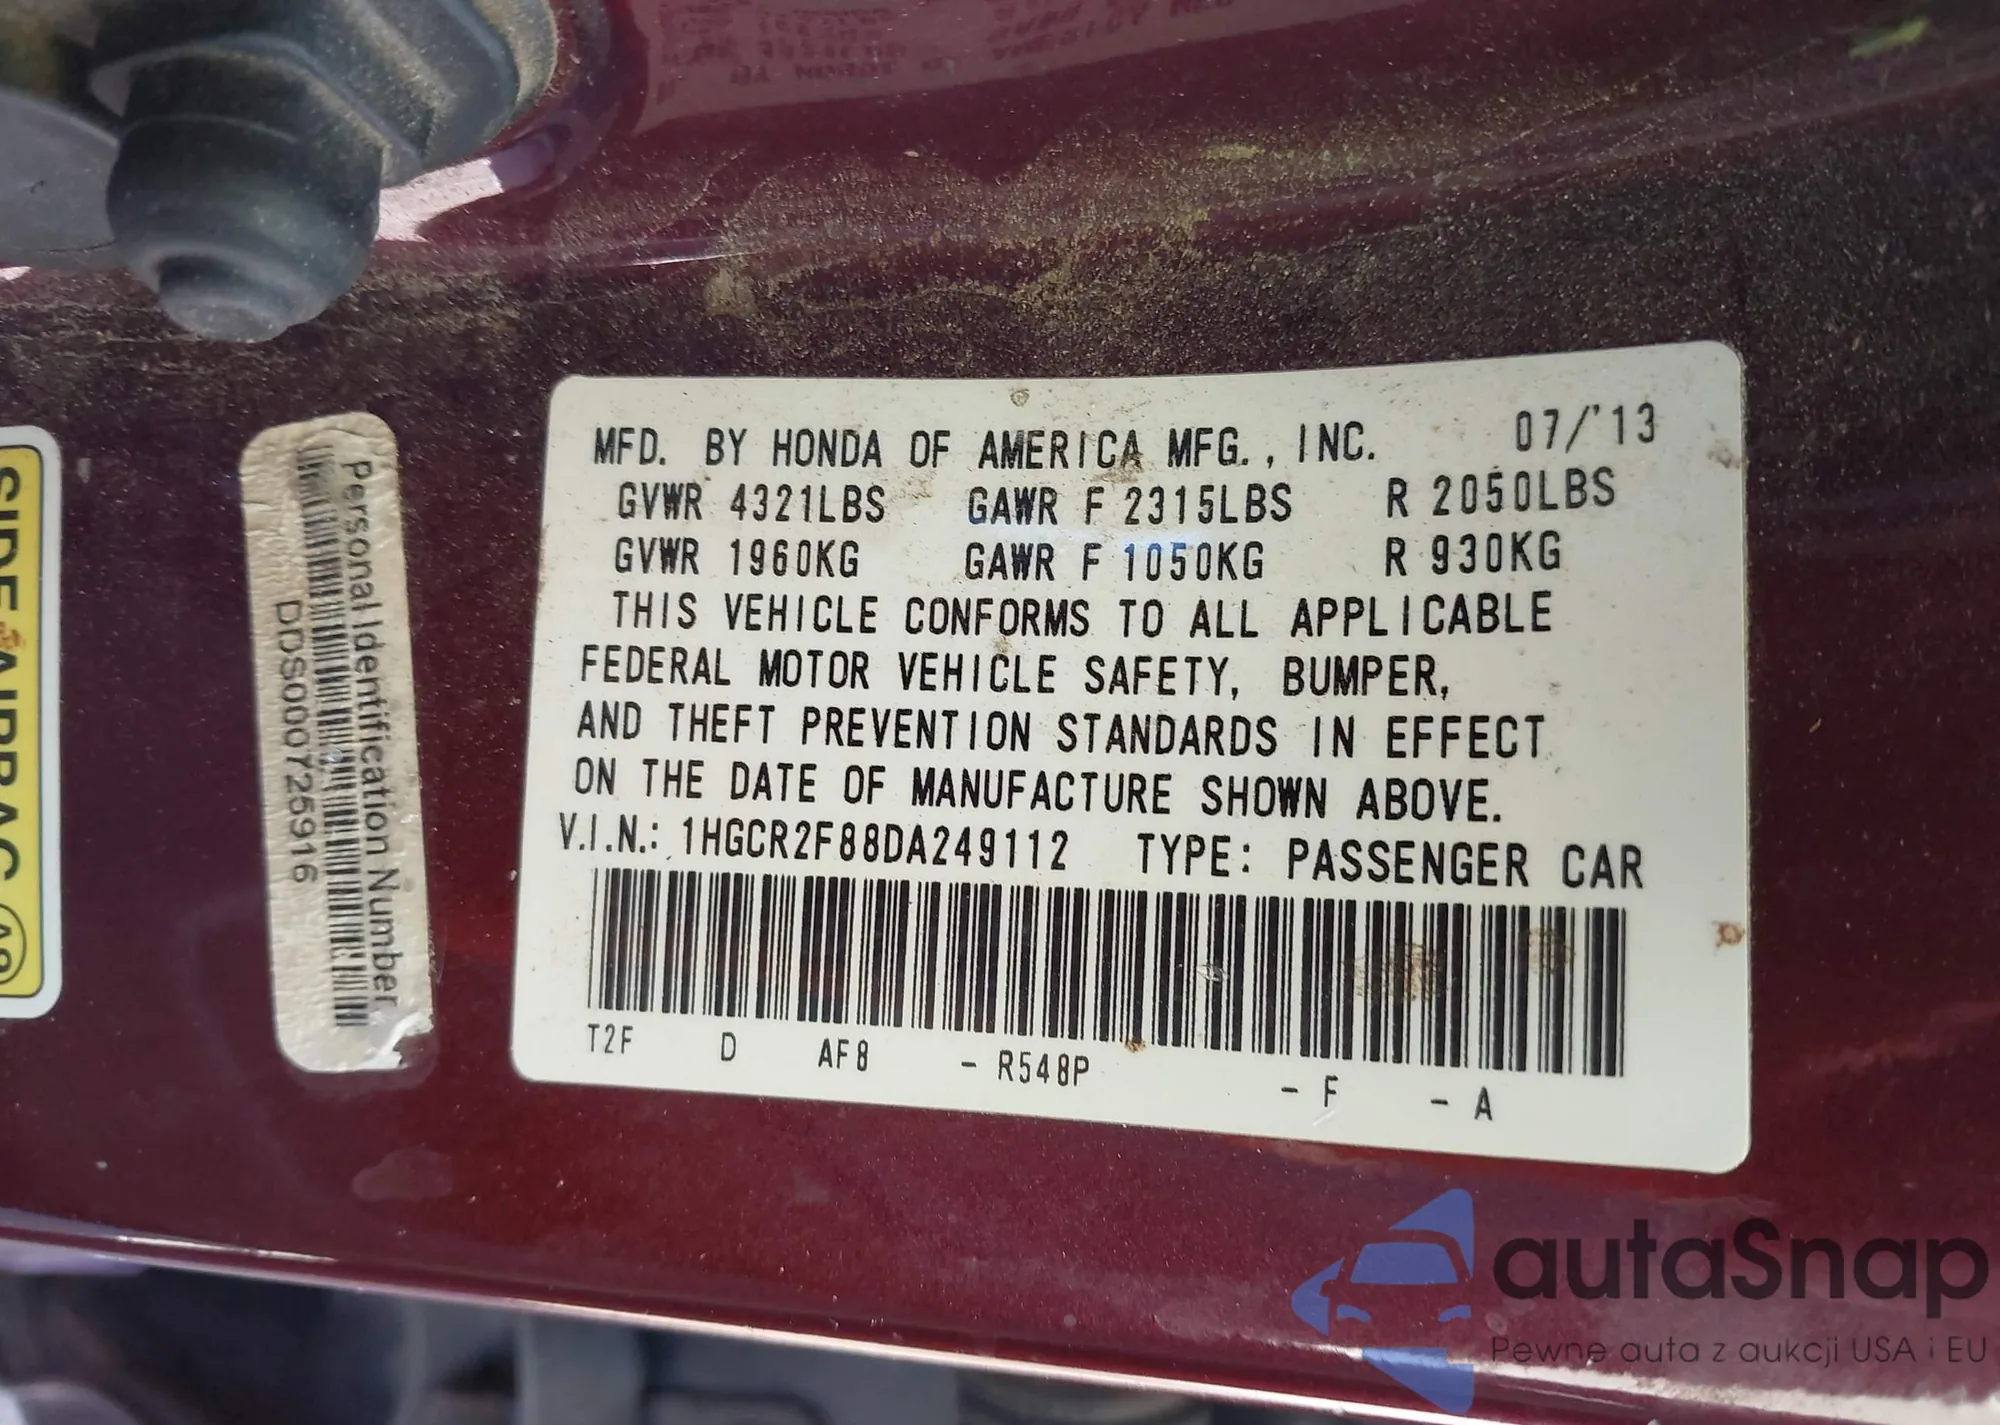 SIDE AIRBAG
Personal Identification Number
DDS000725916
MFD. BY HONDA OF AMERICA MFG., INC. 07/'13
GVWR 4321LBS GAWR F 2315LBS R 2050LBS
GVWR 1960KG GAWR F 1050KG R 930KG
THIS VEHICLE CONFORMS TO ALL APPLICABLE
FEDERAL MOTOR VEHICLE SAFETY, BUMPER,
AND THEFT PREVENTION STANDARDS IN EFFECT
ON THE DATE OF MANUFACTURE SHOWN ABOVE.
V.I.N.: 1HGCR2F88DA249112 TYPE: PASSENGER CAR
T2F D AF8 - R548P - F - A
autaSnap
Pewne auta z aukcji USA i EU